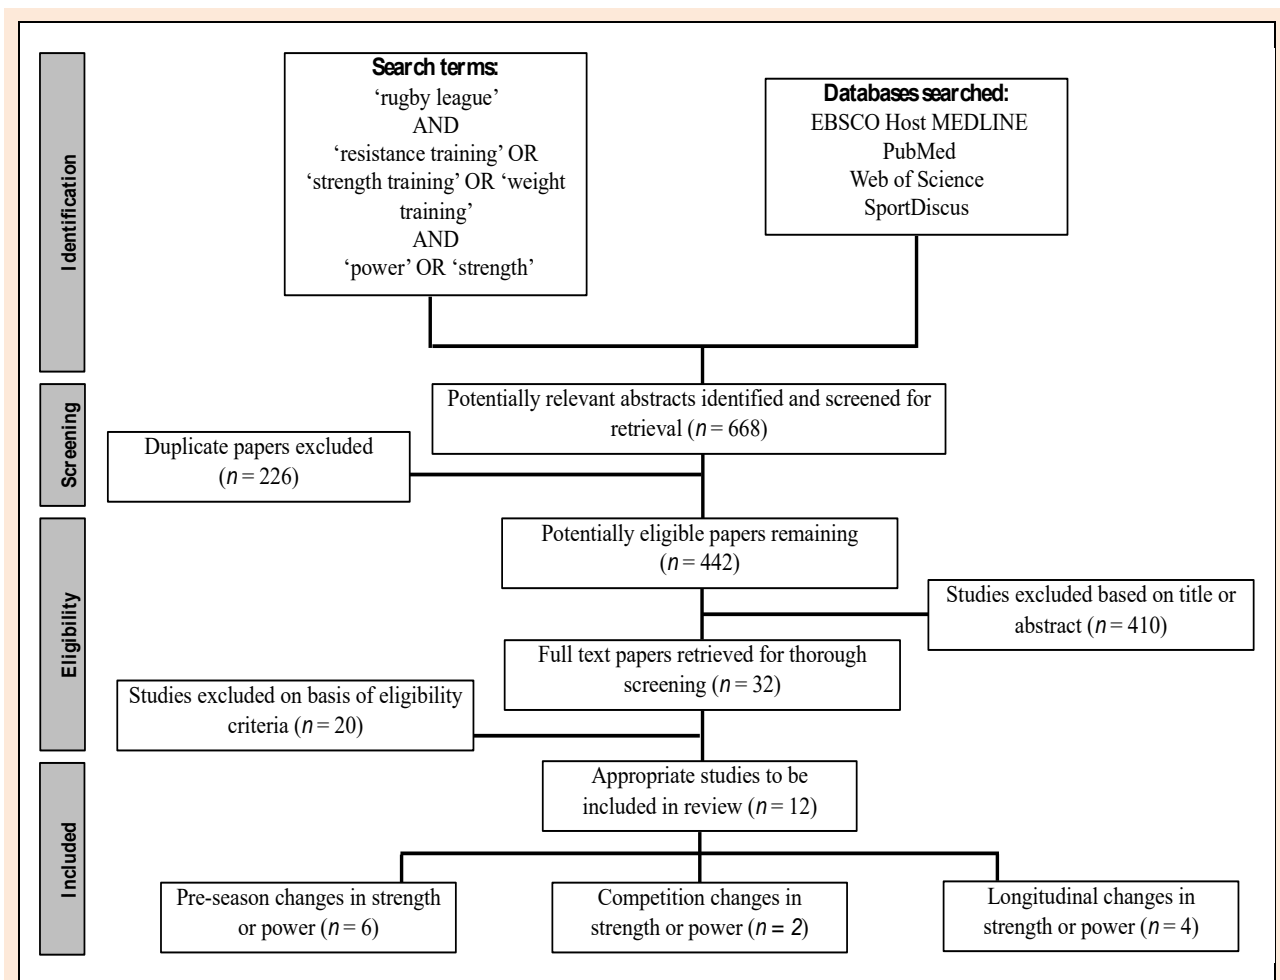 Identification
Search terms:
‘rugby league’
AND
‘resistance training’ OR
‘strength training’ OR ‘weight
training’
AND
‘power’ OR ‘strength’
Databases searched:
EBSCO Host MEDLINE
PubMed
Web of Science
SportDiscus
Screening
Potentially relevant abstracts identified and screened for
retrieval (n = 668)
Duplicate papers excluded
(n = 226)
Eligibility
Potentially eligible papers remaining
(n = 442)
Studies excluded based on title or
abstract (n = 410)
Full text papers retrieved for thorough
screening (n = 32)
Studies excluded on basis of eligibility
criteria (n = 20)
Included
Appropriate studies to be
included in review (n = 12)
Pre-season changes in strength
or power (n = 6)
Competition changes in
strength or power (n = 2)
Longitudinal changes in
strength or power (n = 4)